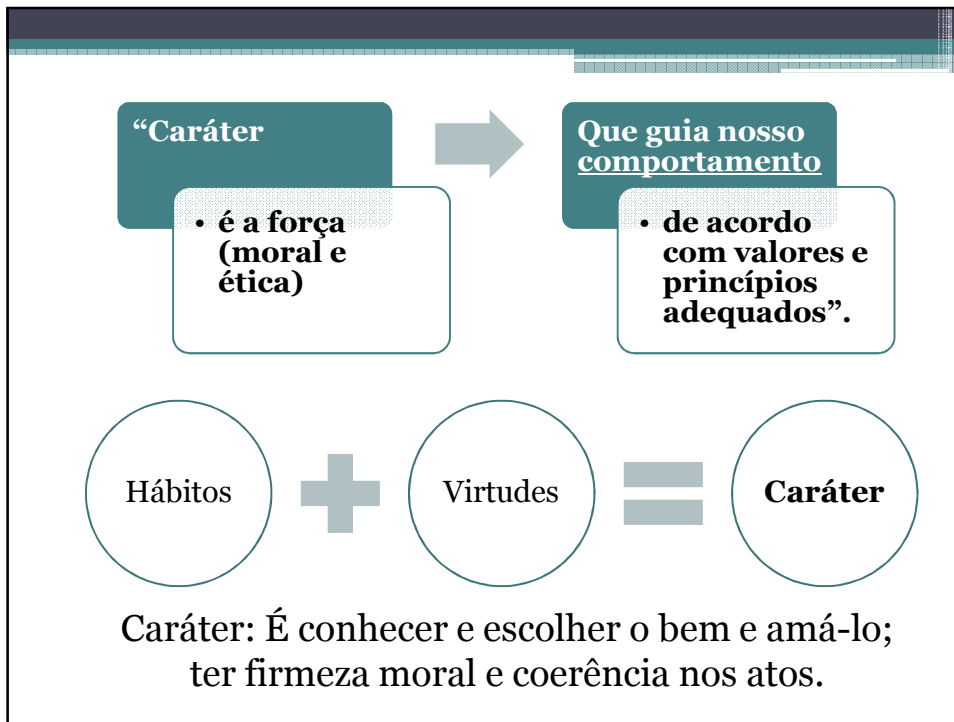 “Caráter
• é a força
(moral e
ética)
Que guia nosso
comportamento
• de acordo
com valores e
princípios
adequados”.
Hábitos
Virtudes
Caráter
Caráter: É conhecer e escolher o bem e amá-lo;
ter firmeza moral e coerência nos atos.